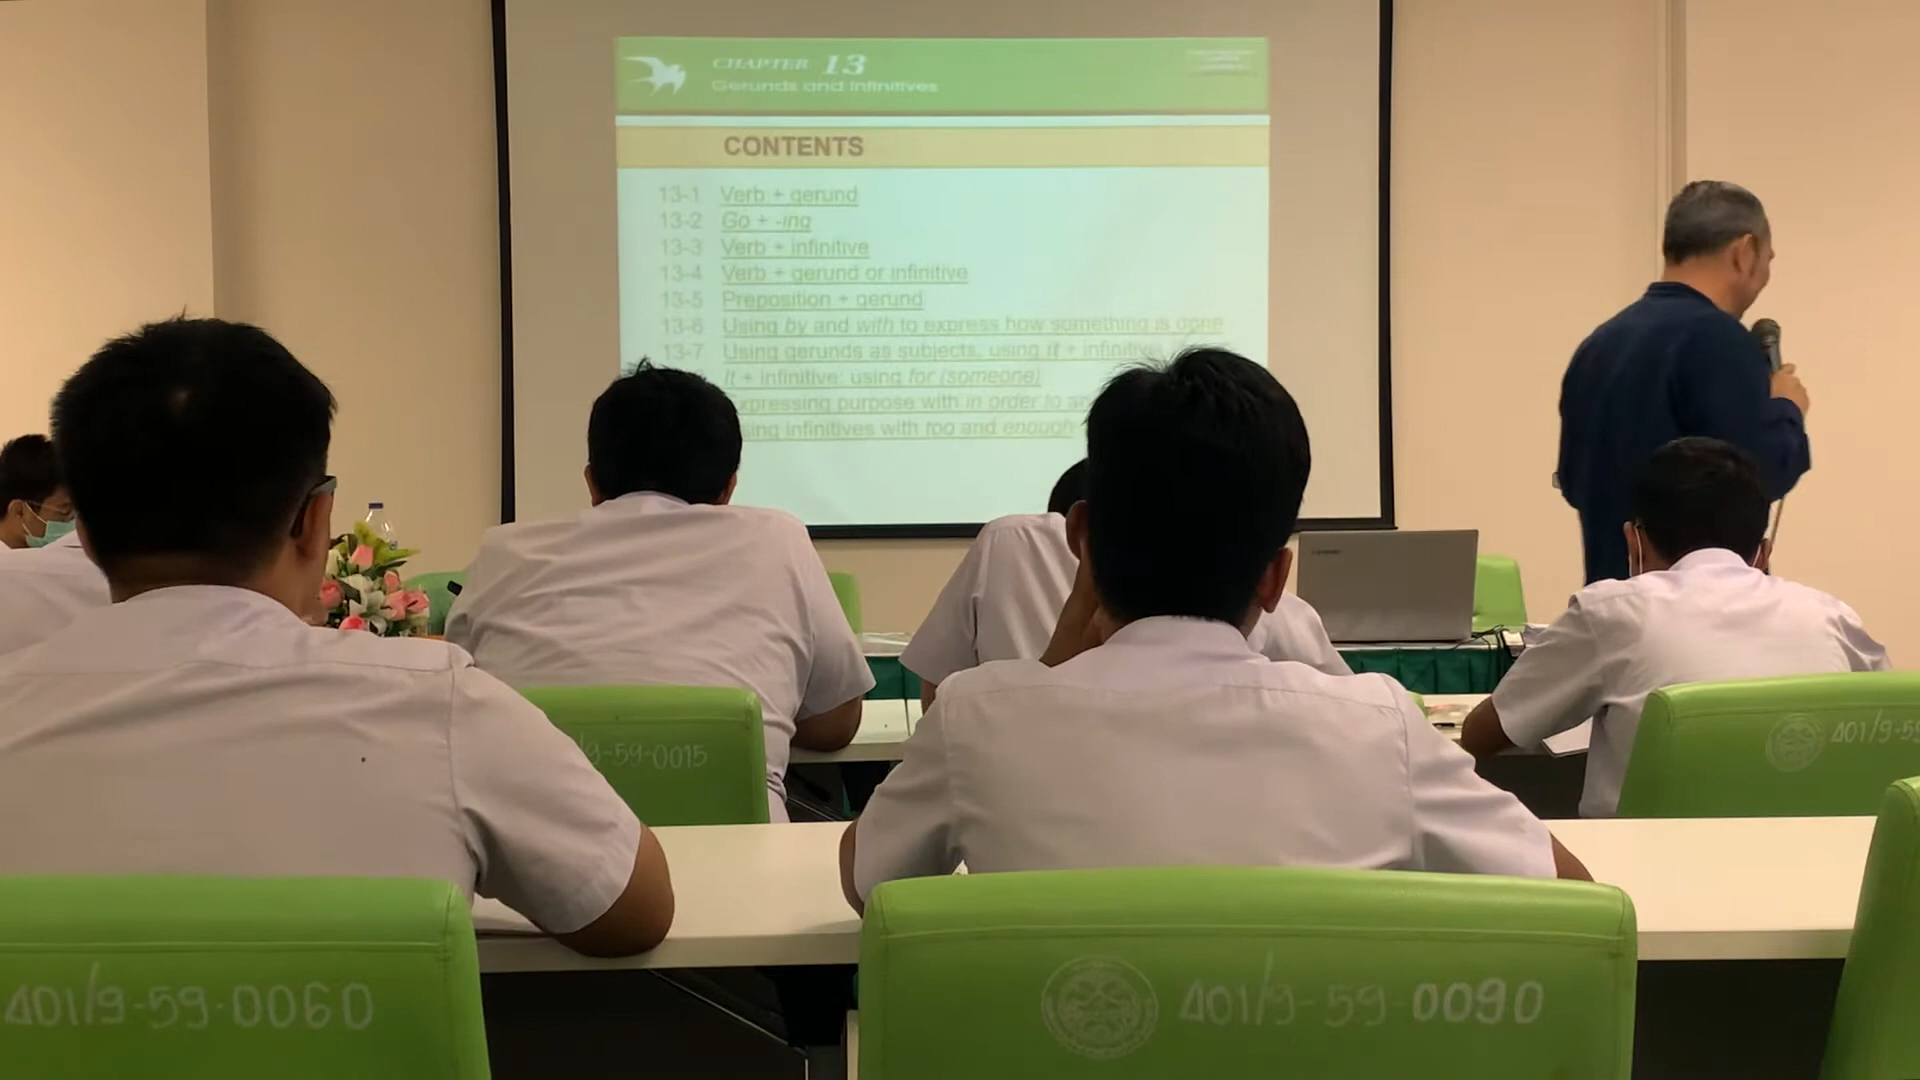 CHAPTER 13
Gerunds and Infinitives
CONTENTS
13-1 Verb + gerund
13-2 Go + -ing
13-3 Verb + infinitive
13-4 Verb + gerund or infinitive
13-5 Preposition + gerund
13-6 Using by and with to express how something is done
13-7 Using gerunds as subjects, using it + infinitive
It + infinitive: using for (someone)
xpressing purpose with in order to an
sing infinitives with too and enough
/9-59-0015
401/9-59
401/9-59-0060
401/9-59-0090